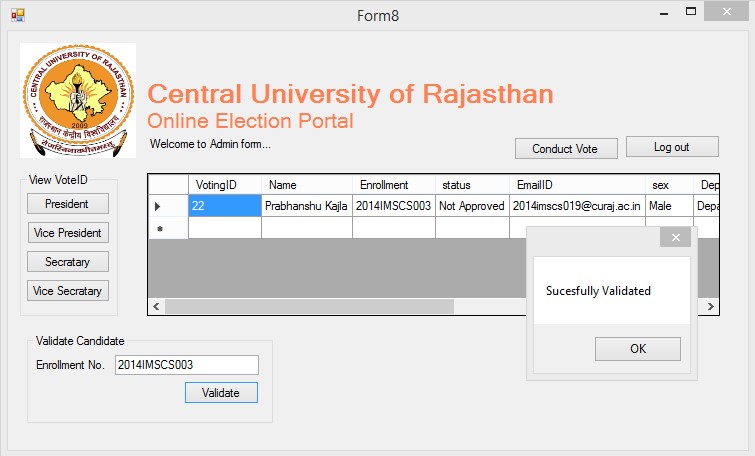 Form8
CENTRAL UNIVERSITY OF RAJASTHAN
2009
राजस्थान केन्द्रीय विश्वविद्यालय
Central University of Rajasthan
Online Election Portal
Welcome to Admin form...
Conduct Vote
Log out
View VoteID
President
Vice President
Secratary
Vice Secratary
VotingID Name Enrollment status EmailID sex Dep
22 Prabhanshu Kajla 2014IMSCS003 Not Approved 2014imscs019@curaj.ac.in Male Depa
Sucesfully Validated
OK
Validate Candidate
Enrollment No. 2014IMSCS003
Validate